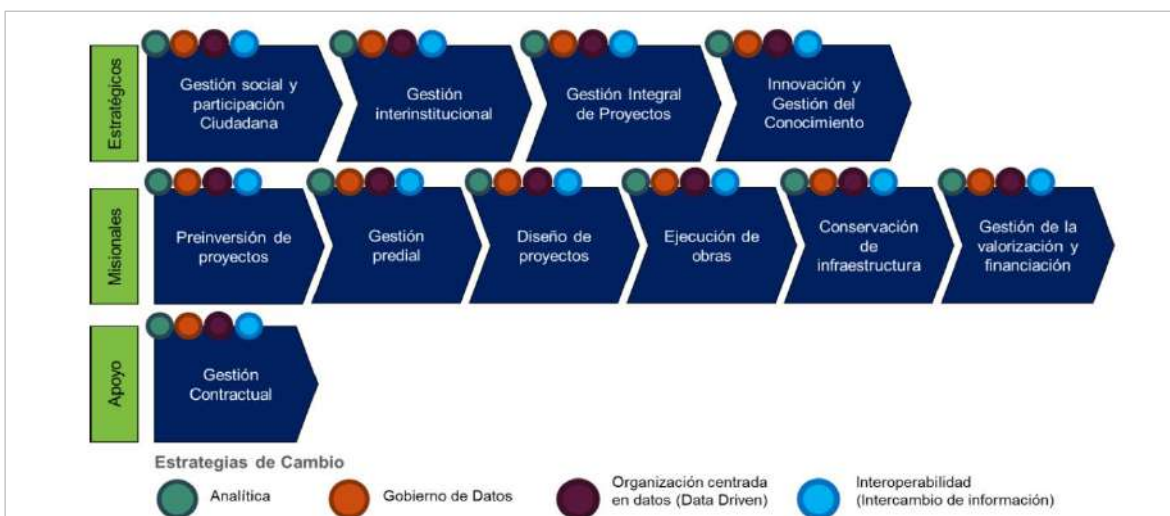 Estratégicos
Gestión social y
participación
Ciudadana
Gestión
interinstitucional
Gestión Integral
de Proyectos
Innovación y
Gestión del
Conocimiento
Misionales
Preinversión de
proyectos
Gestión
predial
Diseño de
proyectos
Ejecución de
obras
Conservación
de
infraestructura
Gestión de la
valorización y
financiación
Apoyo
Gestión
Contractual
Estrategias de Cambio
Analítica
Gobierno de Datos
Organización centrada
en datos (Data Driven)
Interoperabilidad
(Intercambio de información)